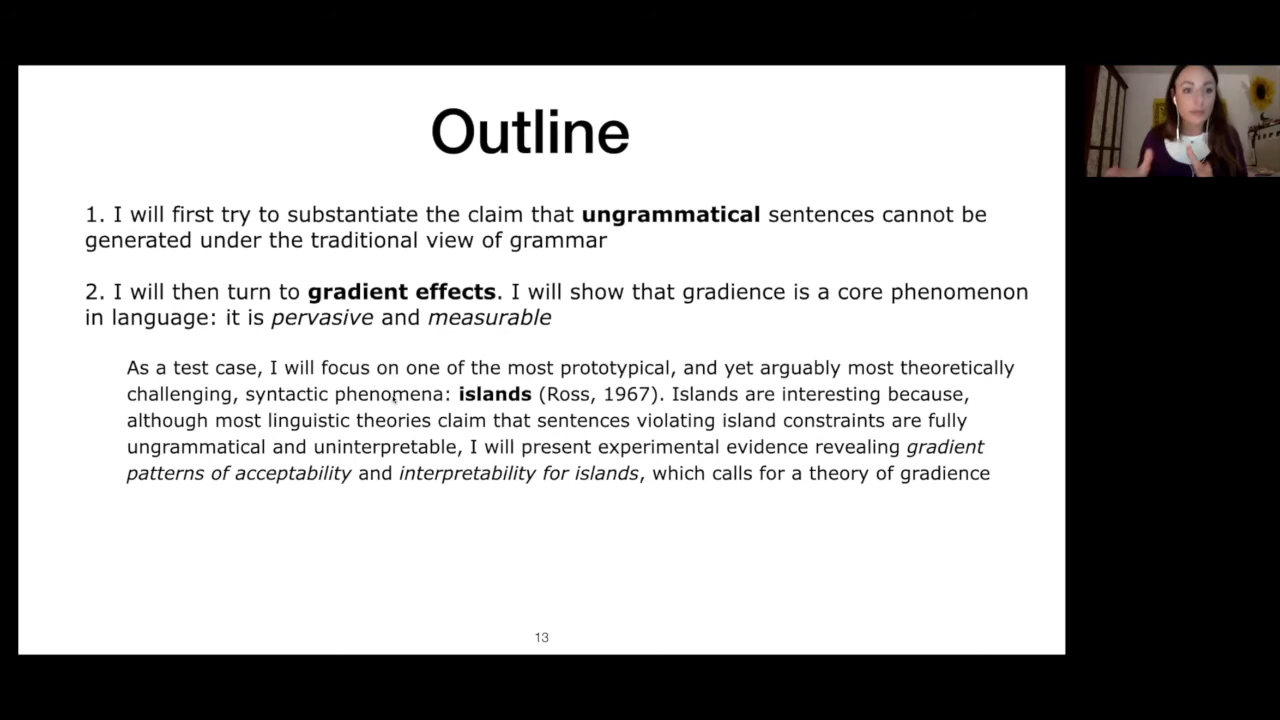 Outline
1. I will first try to substantiate the claim that ungrammatical sentences cannot be
generated under the traditional view of grammar
2. I will then turn to gradient effects. I will show that gradience is a core phenomenon
in language: it is pervasive and measurable
As a test case, I will focus on one of the most prototypical, and yet arguably most theoretically
challenging, syntactic phenomena: islands (Ross, 1967). Islands are interesting because,
although most linguistic theories claim that sentences violating island constraints are fully
ungrammatical and uninterpretable, I will present experimental evidence revealing gradient
patterns of acceptability and interpretability for islands, which calls for a theory of gradience
13